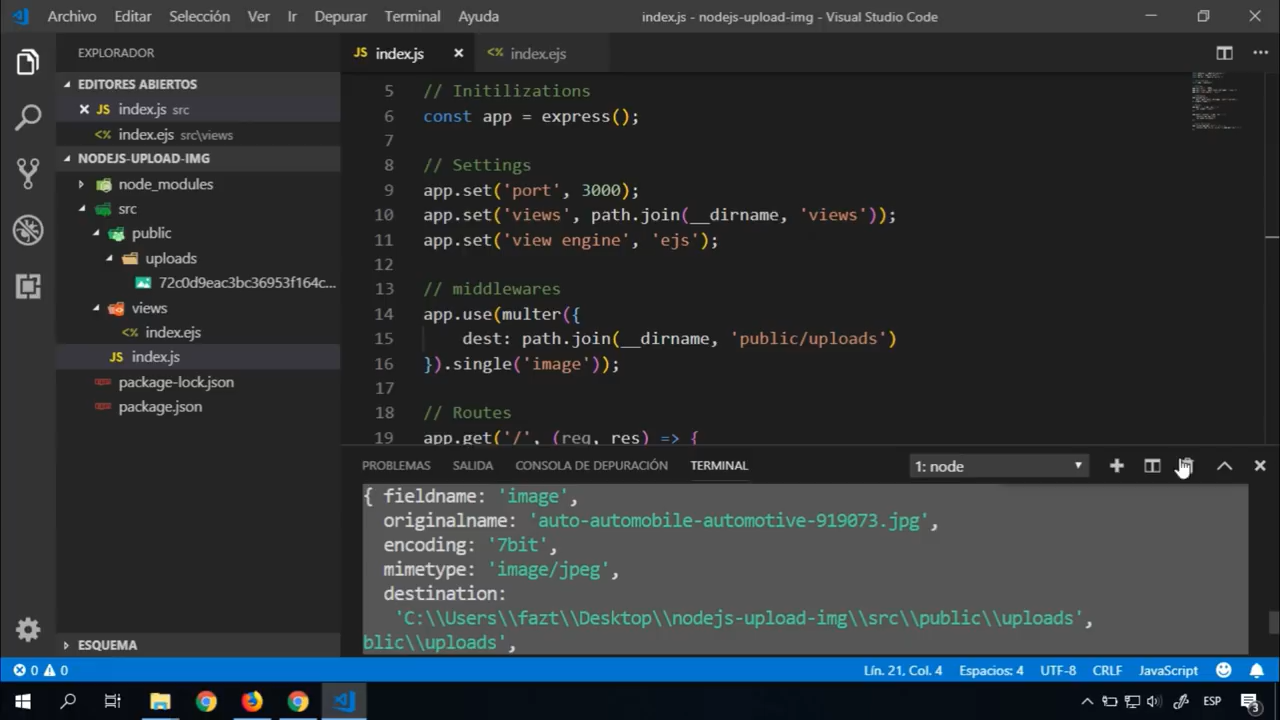 Archivo Editar Selección Ver Ir Depurar Terminal Ayuda index.js - nodejs-upload-img - Visual Studio Code
EXPLORADOR
EDITORES ABIERTOS
JS index.js src
<> index.ejs src\views
NODEJS-UPLOAD-IMG
node_modules
src
public
uploads
72c0d9eac3bc36953f164c...
views
<> index.ejs
JS index.js
package-lock.json
package.json
ESQUEMA
JS index.js <> index.ejs
5 // Initilizations
6 const app = express();
7
8 // Settings
9 app.set('port', 3000);
10 app.set('views', path.join(__dirname, 'views'));
11 app.set('view engine', 'ejs');
12
13 // middlewares
14 app.use(multer({
15 dest: path.join(__dirname, 'public/uploads')
16 }).single('image'));
17
18 // Routes
19 app.get('/', (req, res) => {
PROBLEMAS SALIDA CONSOLA DE DEPURACIÓN TERMINAL 1: node
{ fieldname: 'image',
originalname: 'auto-automobile-automotive-919073.jpg',
encoding: '7bit',
mimetype: 'image/jpeg',
destination:
'C:\\Users\\fazt\\Desktop\\nodejs-upload-img\\src\\public\\uploads',
blic\\uploads',
0 0 Lín. 21, Col. 4 Espacios: 4 UTF-8 CRLF JavaScript
ESP 3